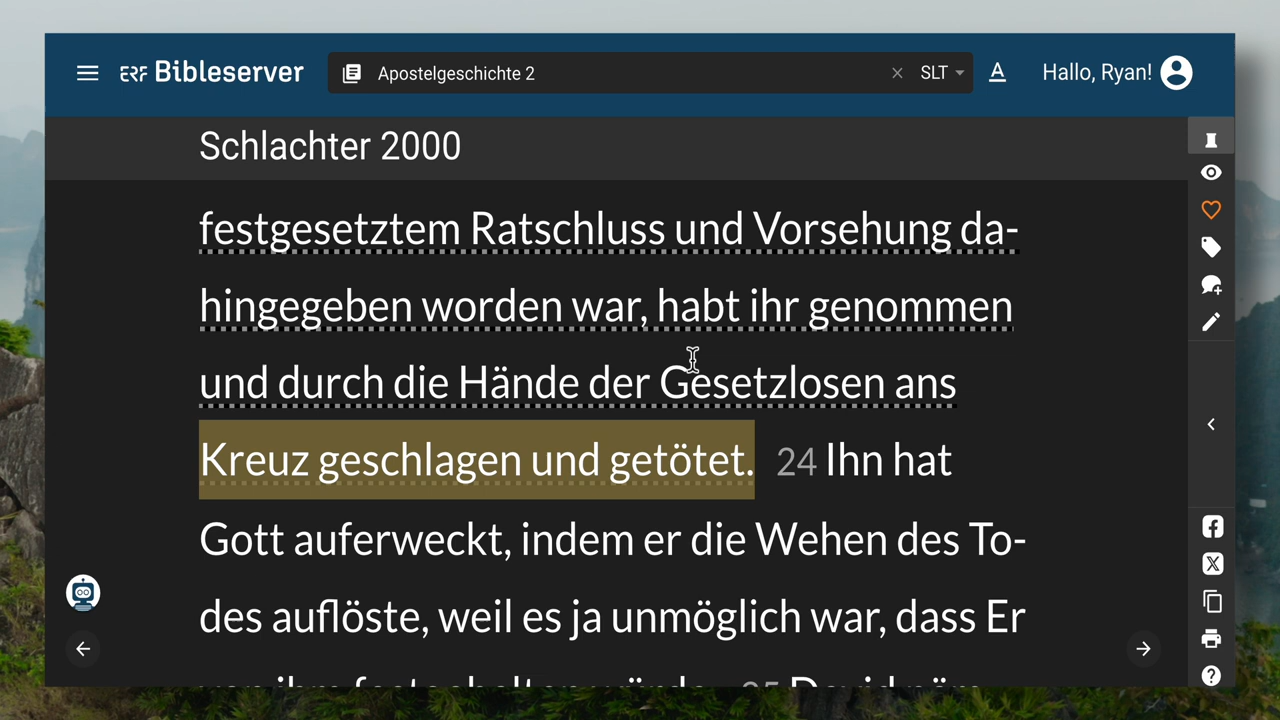 ERF Bibleserver
Apostelgeschichte 2
SLT
Hallo, Ryan!
Schlachter 2000
festgesetztem Ratschluss und Vorsehung da-
hingegeben worden war, habt ihr genommen
und durch die Hände der Gesetzlosen ans
Kreuz geschlagen und getötet. 24 Ihn hat
Gott auferweckt, indem er die Wehen des To-
des auflöste, weil es ja unmöglich war, dass Er